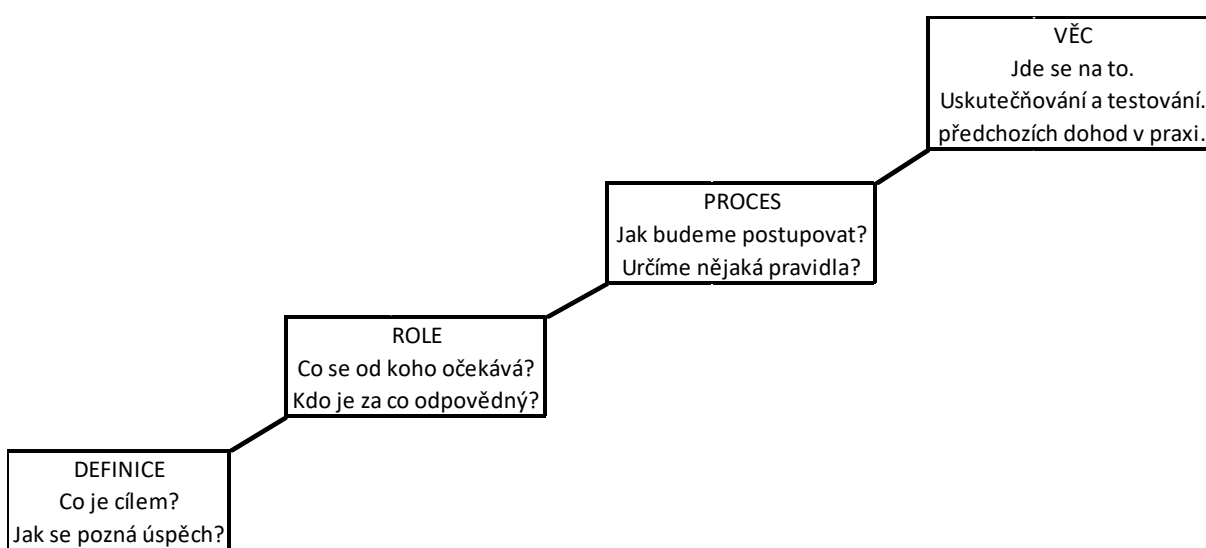 VĚC
Jde se na to.
Uskutečňování a testování.
předchozích dohod v praxi.
PROCES
Jak budeme postupovat?
Určíme nějaká pravidla?
ROLE
Co se od koho očekává?
Kdo je za co odpovědný?
DEFINICE
Co je cílem?
Jak se pozná úspěch?